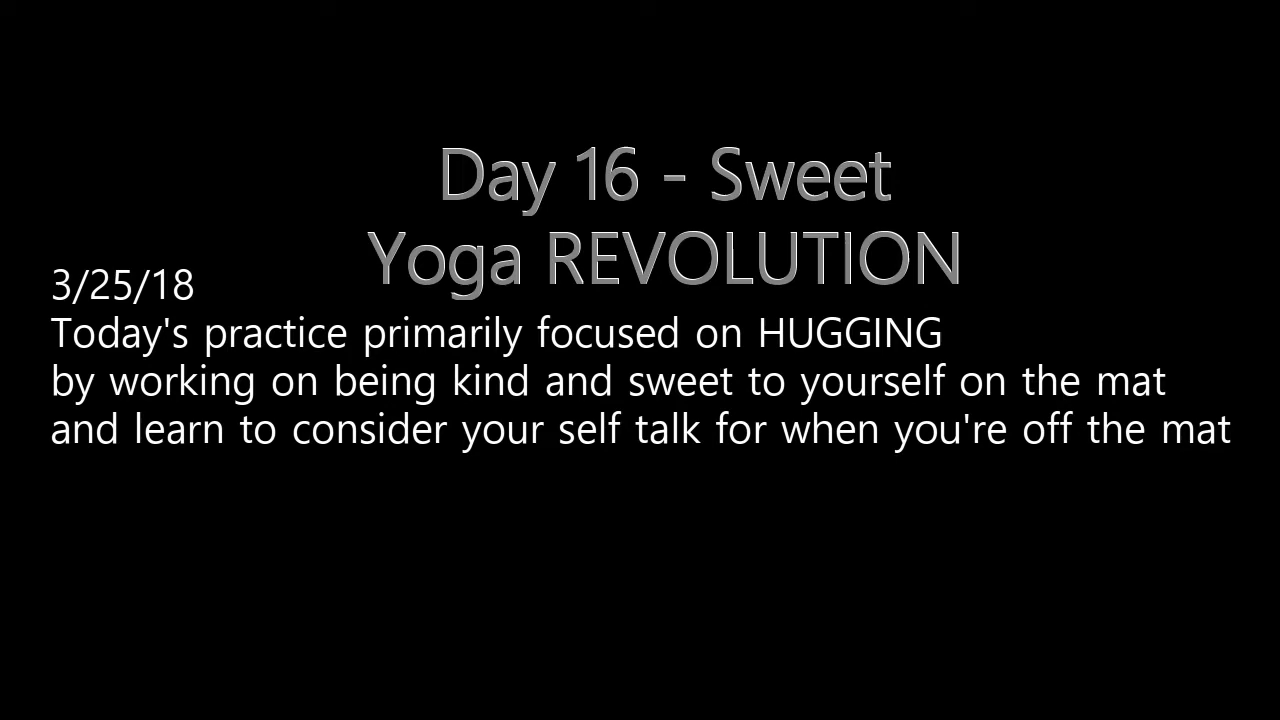 Day 16 - Sweet
Yoga REVOLUTION
3/25/18
Today's practice primarily focused on HUGGING
by working on being kind and sweet to yourself on the mat
and learn to consider your self talk for when you're off the mat